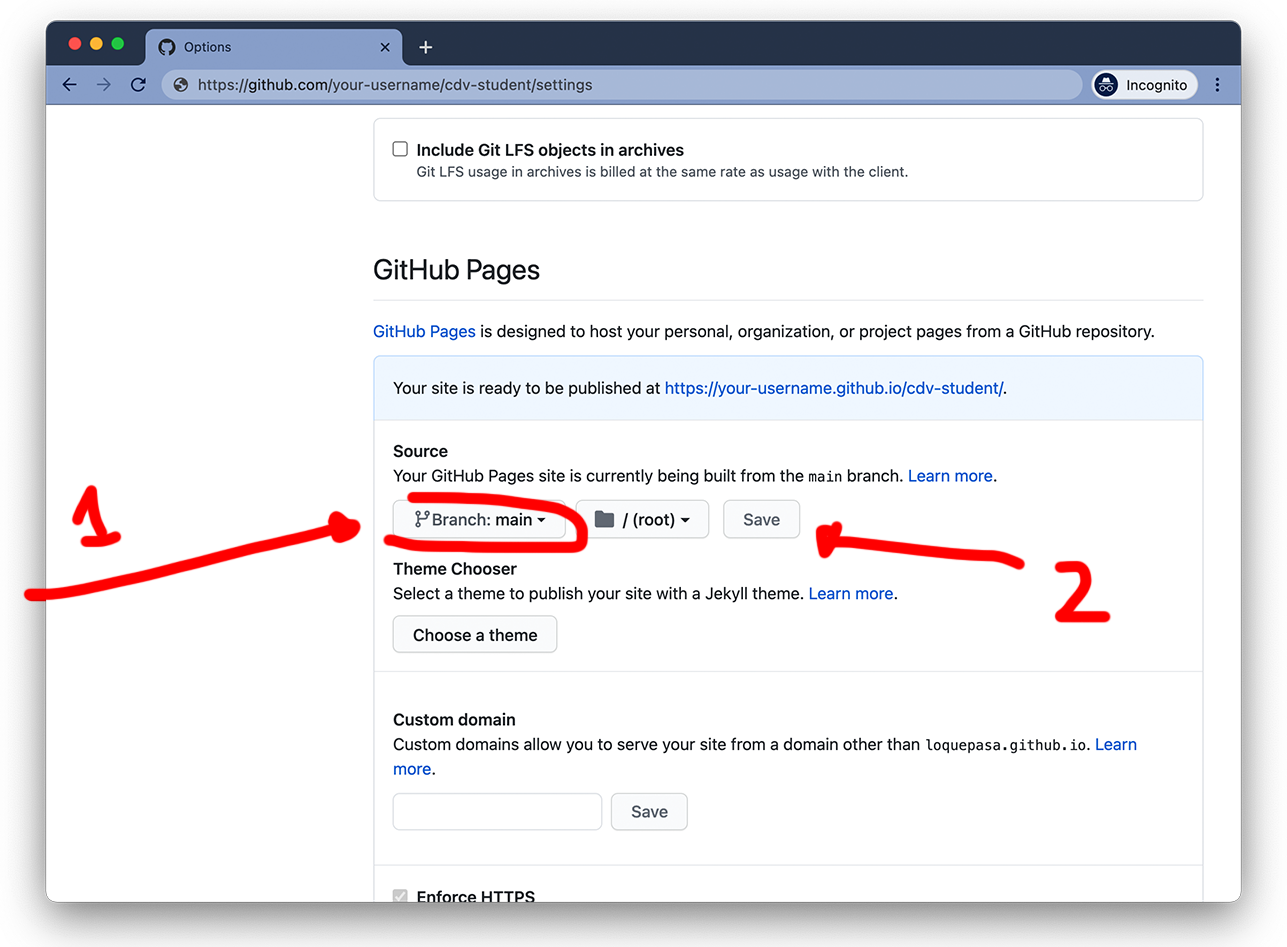 Options
https://github.com/your-username/cdv-student/settings
Incognito
Include Git LFS objects in archives
Git LFS usage in archives is billed at the same rate as usage with the client.
GitHub Pages
GitHub Pages is designed to host your personal, organization, or project pages from a GitHub repository.
Your site is ready to be published at https://your-username.github.io/cdv-student/.
Source
Your GitHub Pages site is currently being built from the main branch. Learn more.
1
Branch: main / (root) Save
2
Theme Chooser
Select a theme to publish your site with a Jekyll theme. Learn more.
Choose a theme
Custom domain
Custom domains allow you to serve your site from a domain other than loquepasa.github.io. Learn
more.
Save
Enforce HTTPS